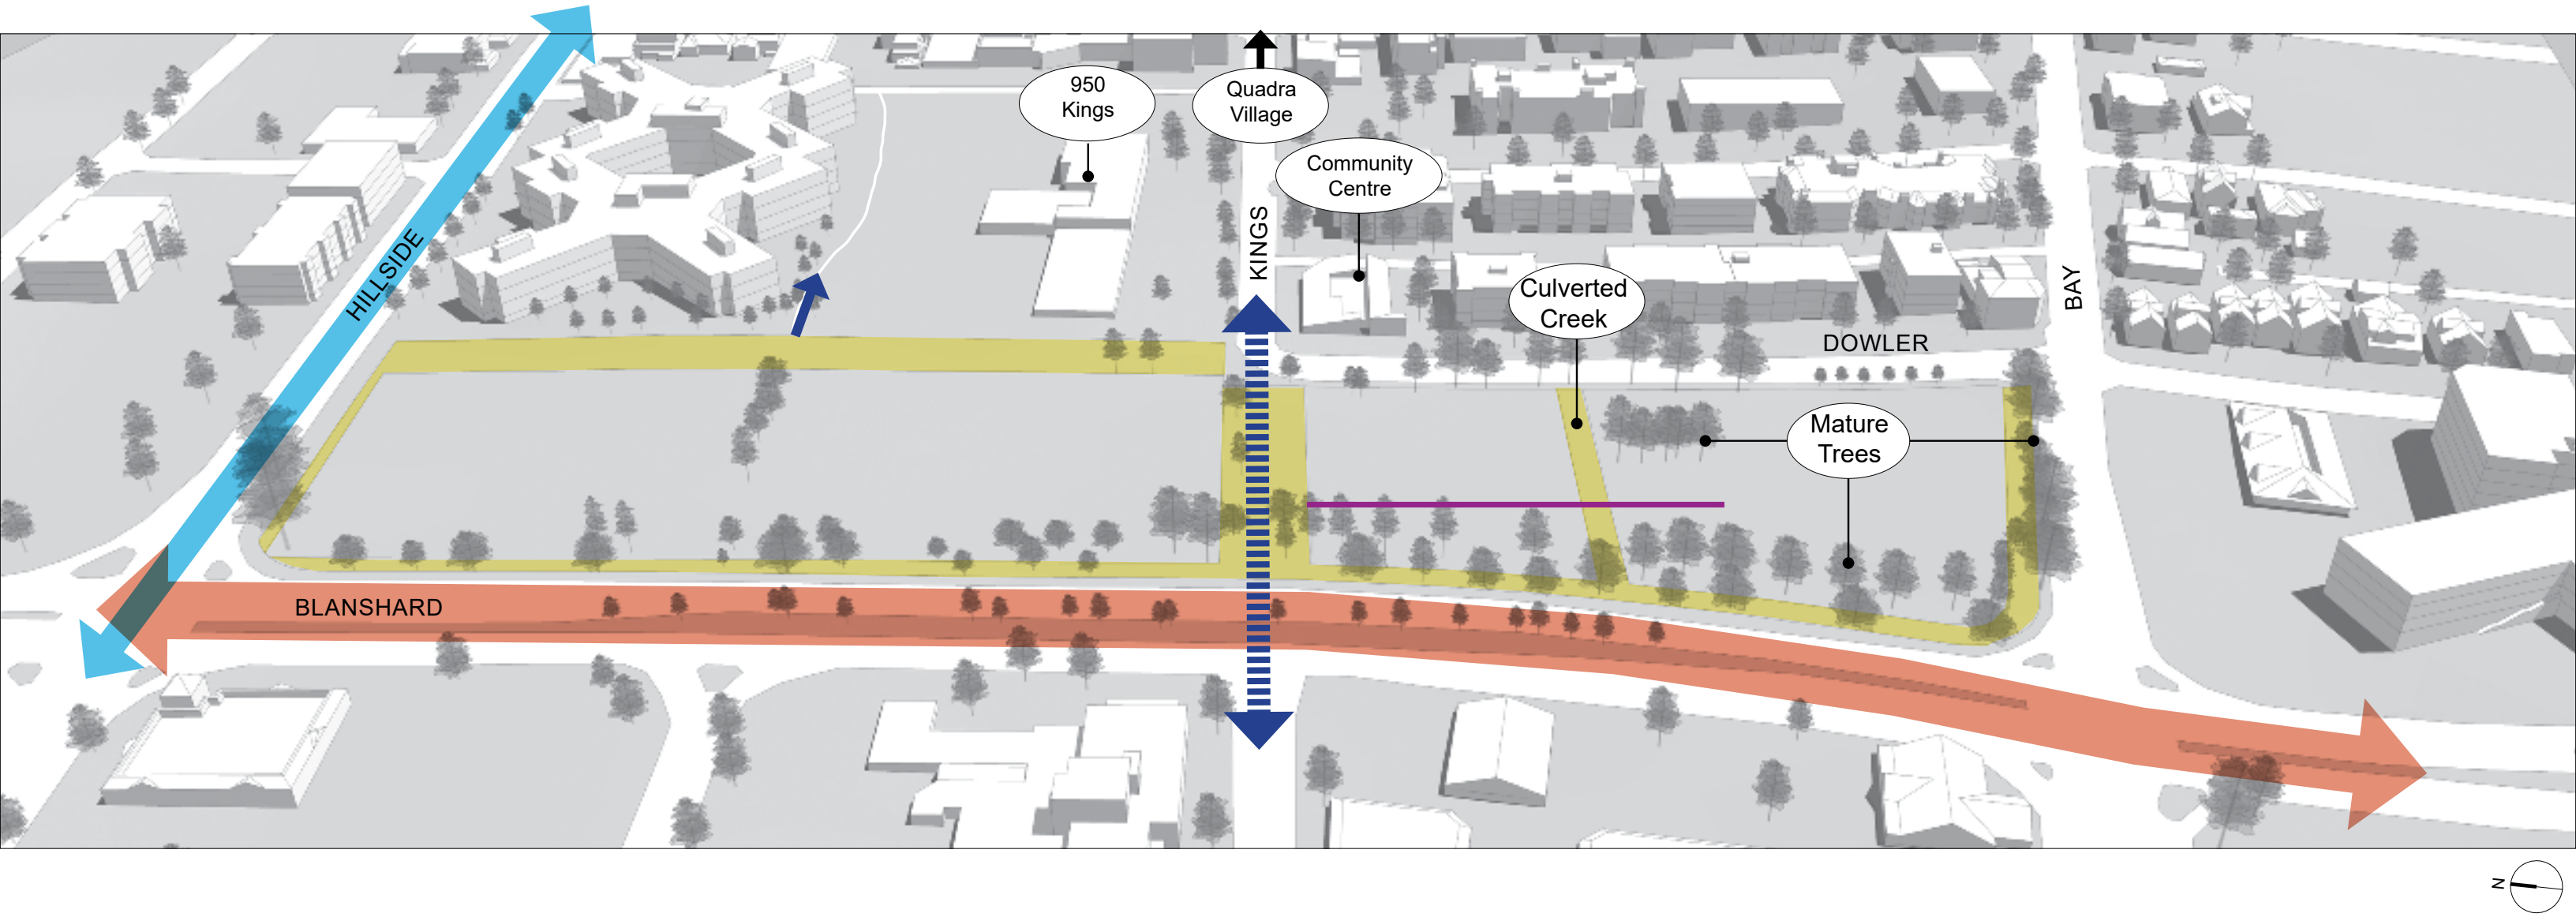 950
Kings
Quadra
Village
Community
Centre
KINGS
HILLSIDE
Culverted
Creek
BAY
DOWLER
Mature
Trees
BLANSHARD
N